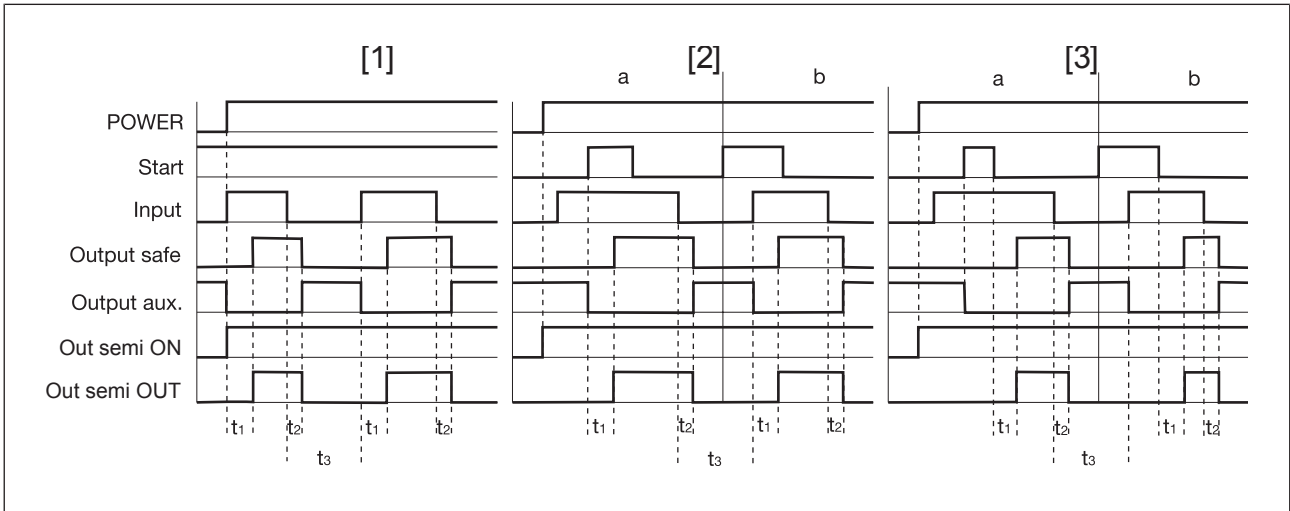 [1] [2] [3]
a b a b
POWER
Start
Input
Output safe
Output aux.
Out semi ON
Out semi OUT
t1 t2 t1 t2 t1 t2 t1 t2 t1 t2 t1 t2
t3 t3 t3